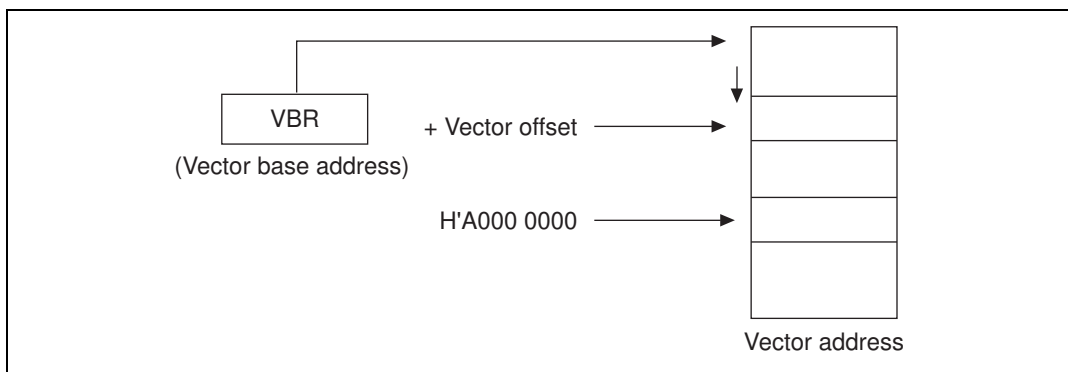 VBR
+ Vector offset
(Vector base address)
H'A000 0000
Vector address